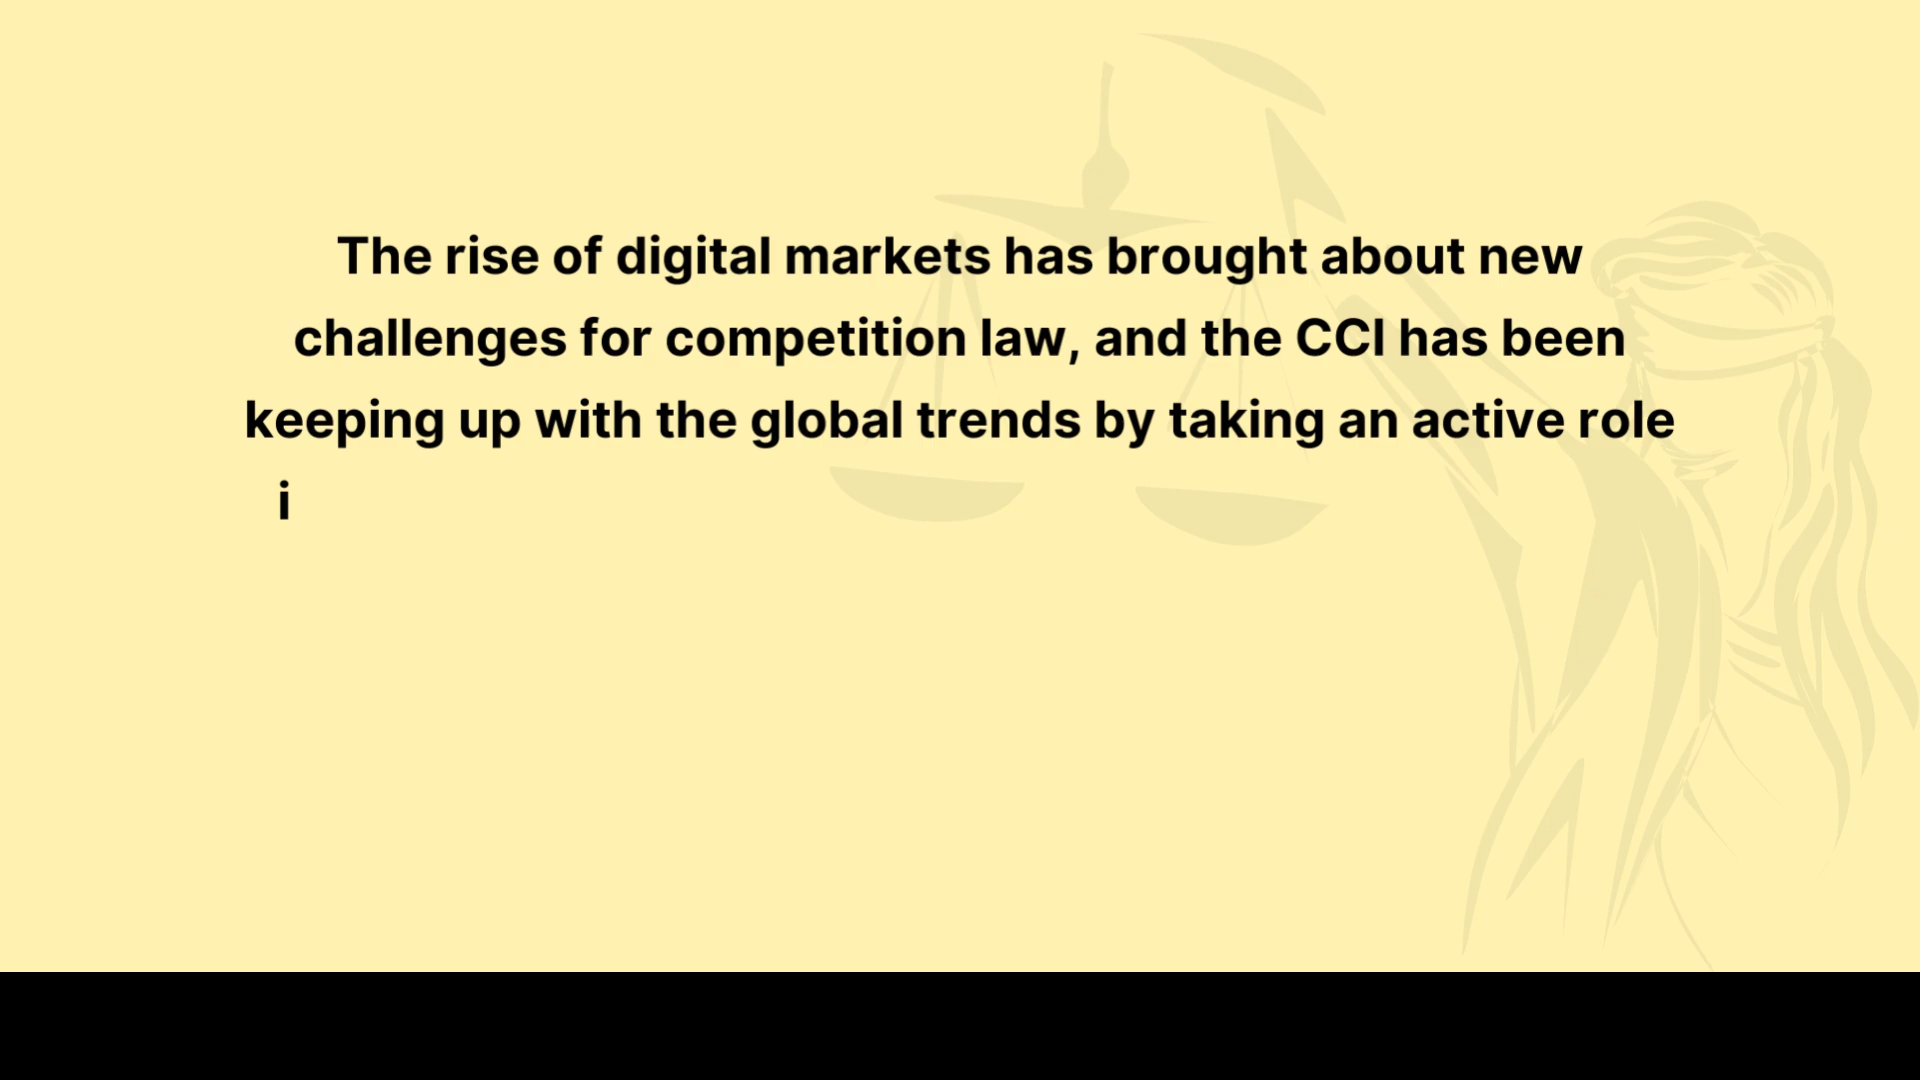 The rise of digital markets has brought about new
challenges for competition law, and the CCI has been
keeping up with the global trends by taking an active role
i